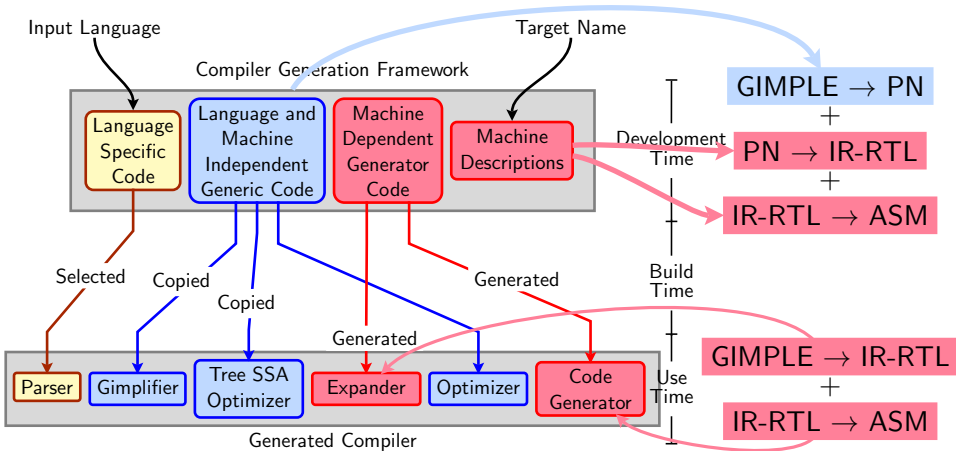 Input Language
Target Name
Compiler Generation Framework
Language
Specific
Code
Language and
Machine
Independent
Generic Code
Machine
Dependent
Generator
Code
Machine
Descriptions
Development
Time
GIMPLE → PN
+
PN → IR-RTL
+
IR-RTL → ASM
Selected
Copied
Copied
Generated
Generated
Build
Time
Parser
Gimplifier
Tree SSA
Optimizer
Expander
Optimizer
Code
Generator
Use
Time
GIMPLE → IR-RTL
+
IR-RTL → ASM
Generated Compiler